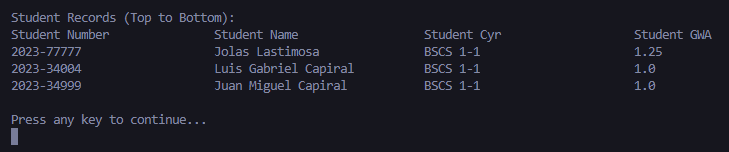 Student Records (Top to Bottom):
Student Number Student Name Student Cyr Student GWA
2023-77777 Jolas Lastimosa BSCS 1-1 1.25
2023-34004 Luis Gabriel Capiral BSCS 1-1 1.0
2023-34999 Juan Miguel Capiral BSCS 1-1 1.0
Press any key to continue...